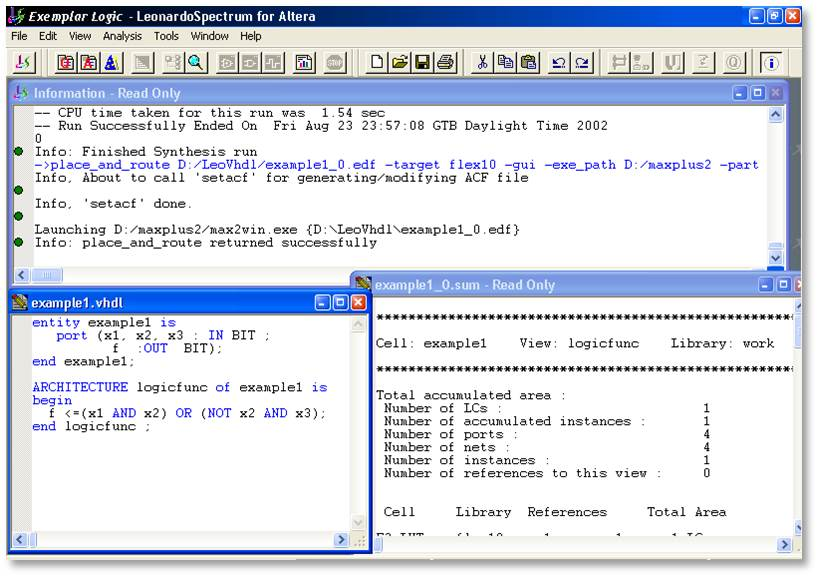 Exemplar Logic - LeonardoSpectrum for Altera
File Edit View Analysis Tools Window Help
Information - Read Only
-- CPU time taken for this run was 1.54 sec
-- Run Successfully Ended On Fri Aug 23 23:57:08 GTB Daylight Time 2002
0
Info: Finished Synthesis run
->place_and_route D:/LeoVhdl/example1_0.edf -target flex10 -gui -exe_path D:/maxplus2 -part
Info, About to call 'setacf' for generating/modifying ACF file
Info, 'setacf' done.
Launching D:/maxplus2/max2win.exe {D:\LeoVhdl\example1_0.edf}
Info: place_and_route returned successfully
example1.vhdl
entity example1 is
port (x1, x2, x3 : IN BIT ;
f :OUT BIT);
end example1;
ARCHITECTURE logicfunc of example1 is
begin
f <=(x1 AND x2) OR (NOT x2 AND x3);
end logicfunc ;
example1_0.sum - Read Only
*******************************************************
Cell: example1 View: logicfunc Library: work
*******************************************************
Total accumulated area :
Number of LCs : 1
Number of accumulated instances : 1
Number of ports : 4
Number of nets : 4
Number of instances : 1
Number of references to this view : 0
Cell Library References Total Area